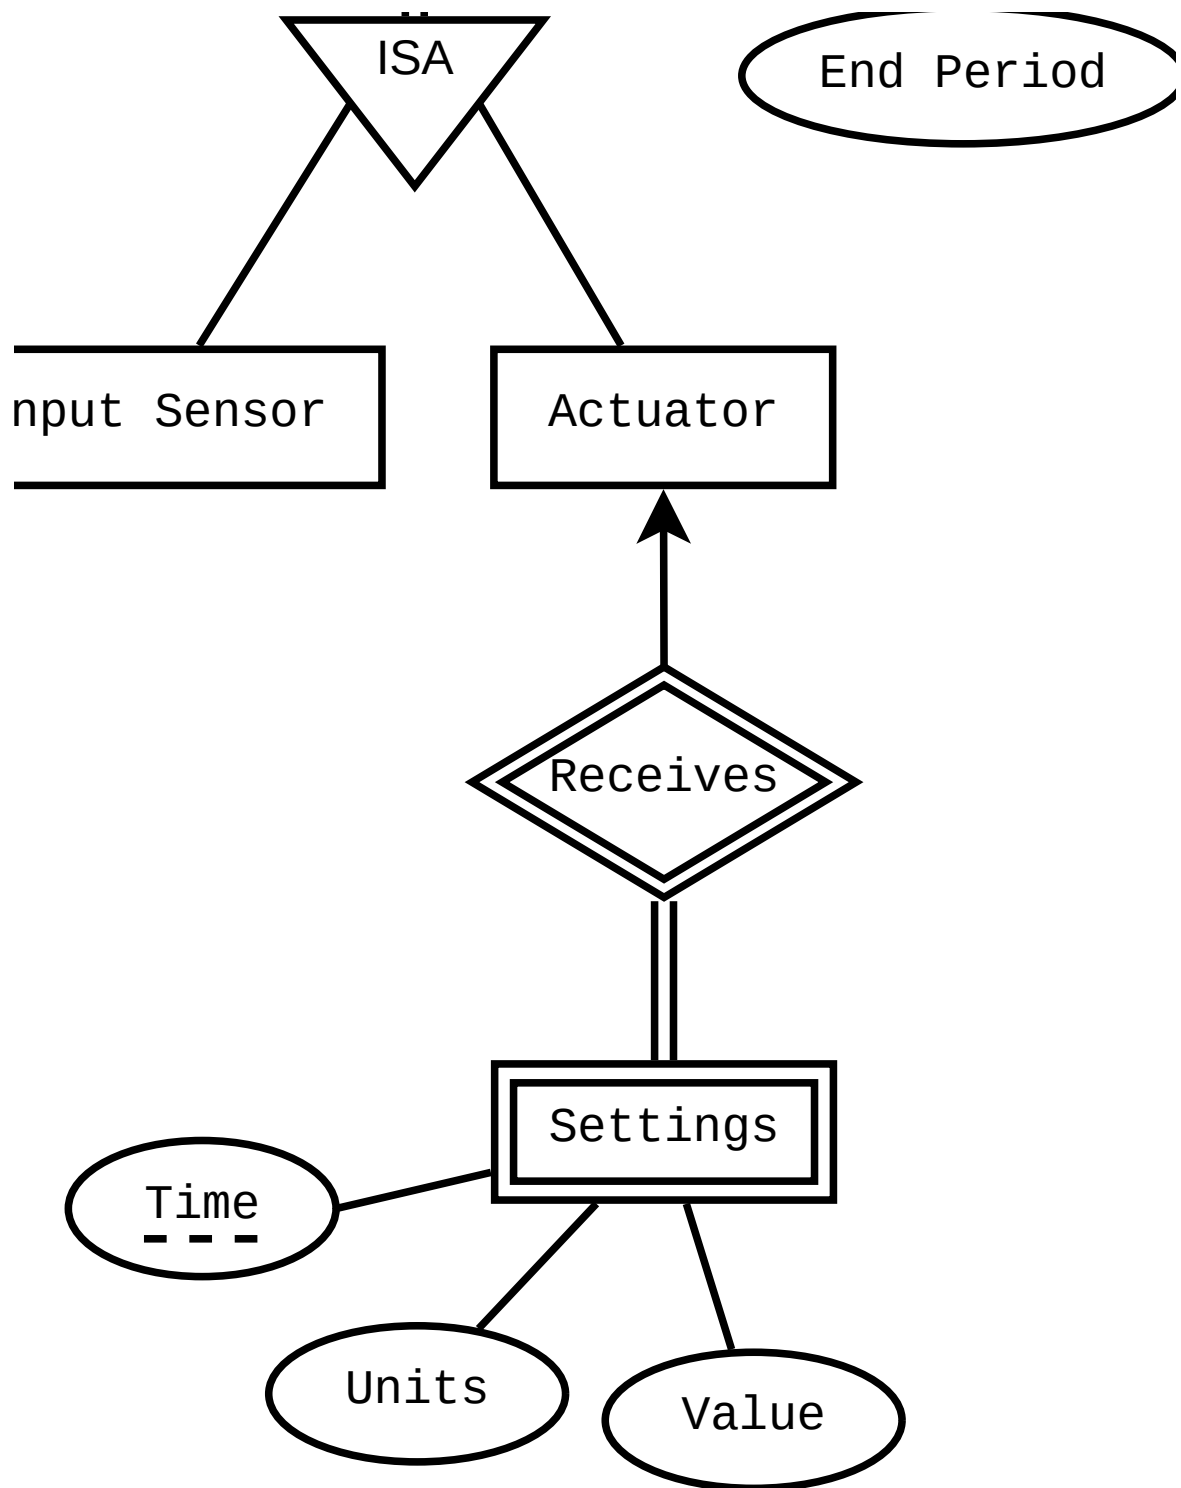 ISA
End Period
nput Sensor
Actuator
Receives
Settings
Time
Units
Value